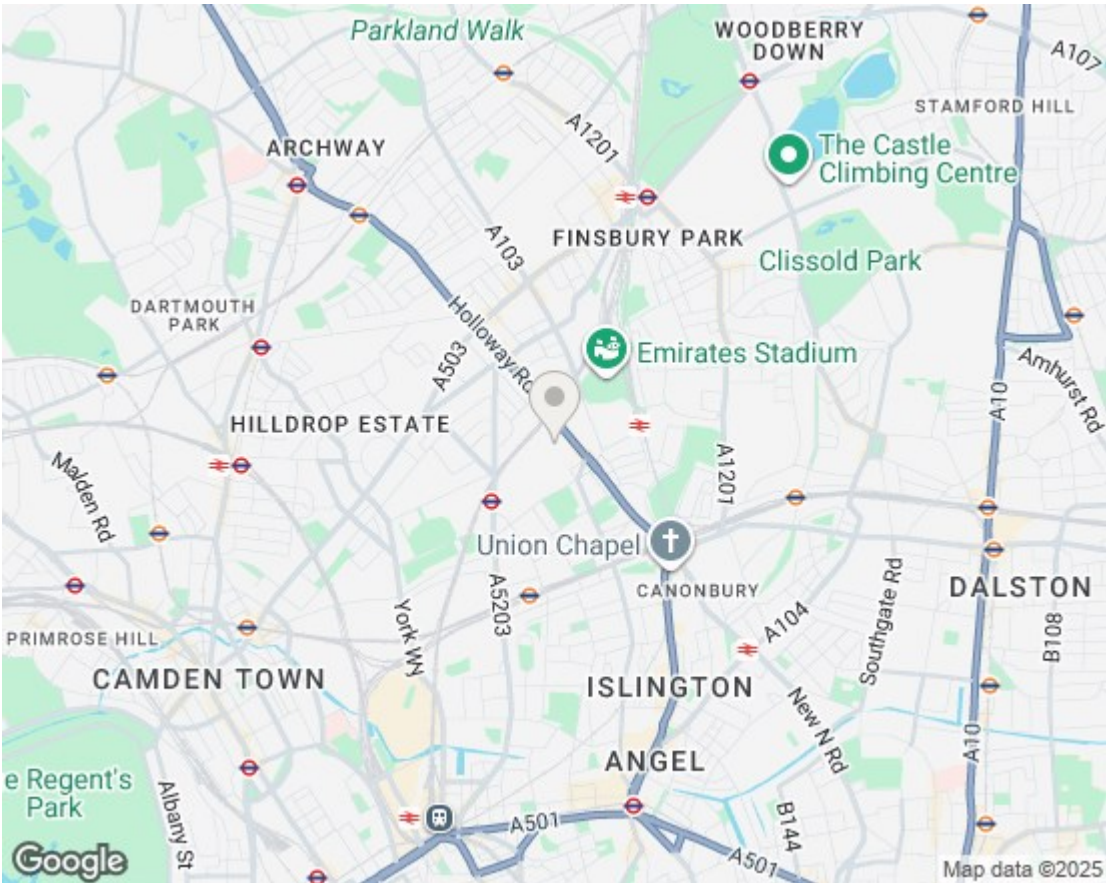 Parkland Walk
WOODBERRY
DOWN
A107
STAMFORD HILL
A1201
ARCHWAY
The Castle
Climbing Centre
A103
FINSBURY PARK
Clissold Park
DARTMOUTH
PARK
Holloway Rd
A503
Emirates Stadium
Amhurst Rd
A10
HILLDROP ESTATE
Malden Rd
A1201
Union Chapel
CANONBURY
A5203
York Wy
A104
Southgate Rd
DALSTON
B108
PRIMROSE HILL
CAMDEN TOWN
ISLINGTON
New N Rd
A10
ANGEL
e Regent's
Park
Albany St
A501
B144
A501
Google
Map data ©2025